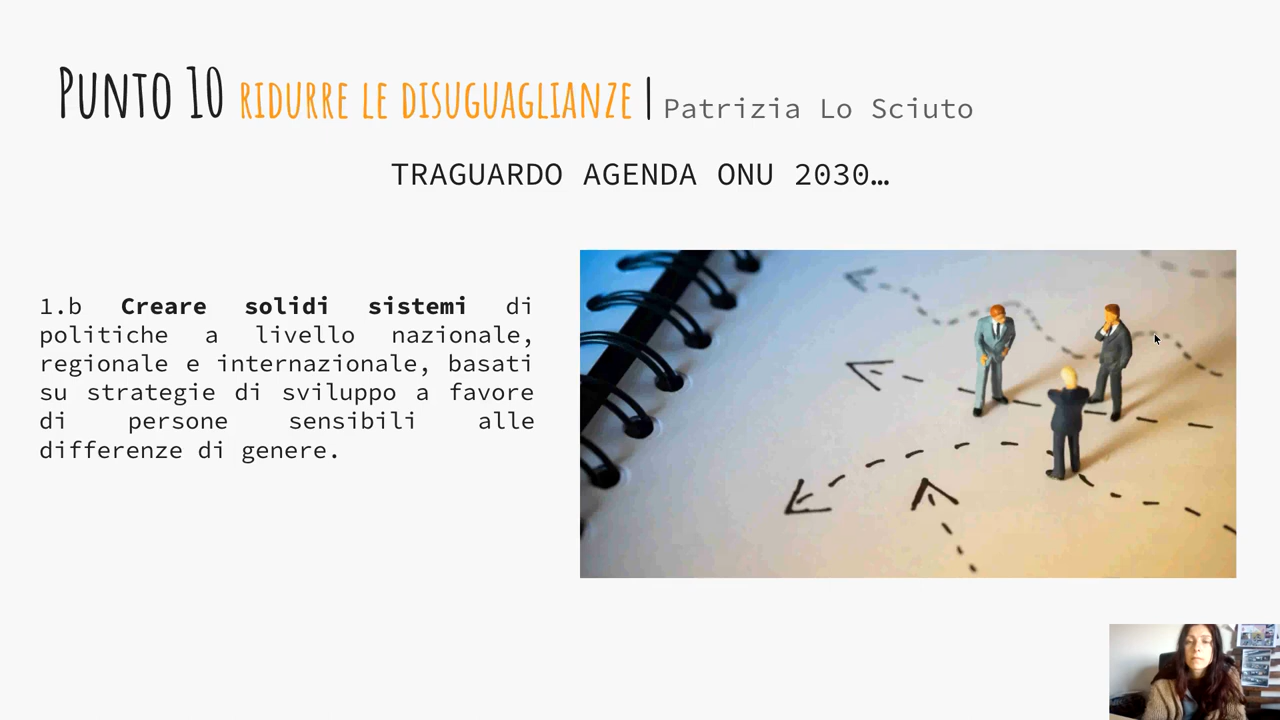 Punto 10 ridurre le disuguaglianze | Patrizia Lo Sciuto
TRAGUARDO AGENDA ONU 2030…
1.b Creare solidi sistemi di
politiche a livello nazionale,
regionale e internazionale, basati
su strategie di sviluppo a favore
di persone sensibili alle
differenze di genere.